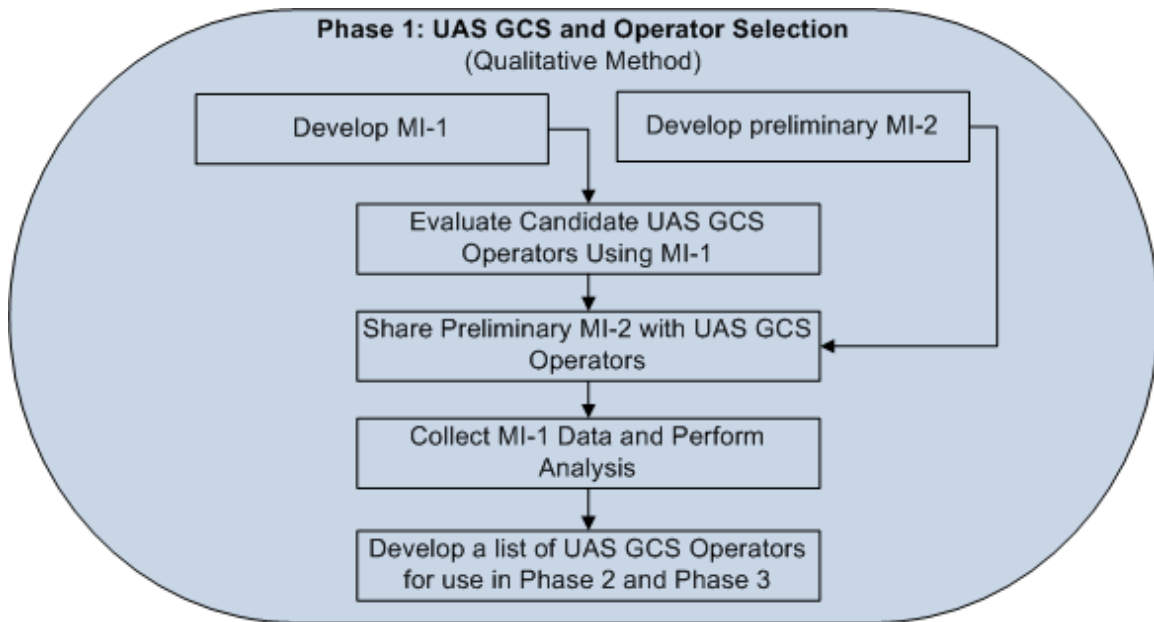 Phase 1: UAS GCS and Operator Selection
(Qualitative Method)
Develop MI-1
Develop preliminary MI-2
Evaluate Candidate UAS GCS
Operators Using MI-1
Share Preliminary MI-2 with UAS GCS
Operators
Collect MI-1 Data and Perform
Analysis
Develop a list of UAS GCS Operators
for use in Phase 2 and Phase 3